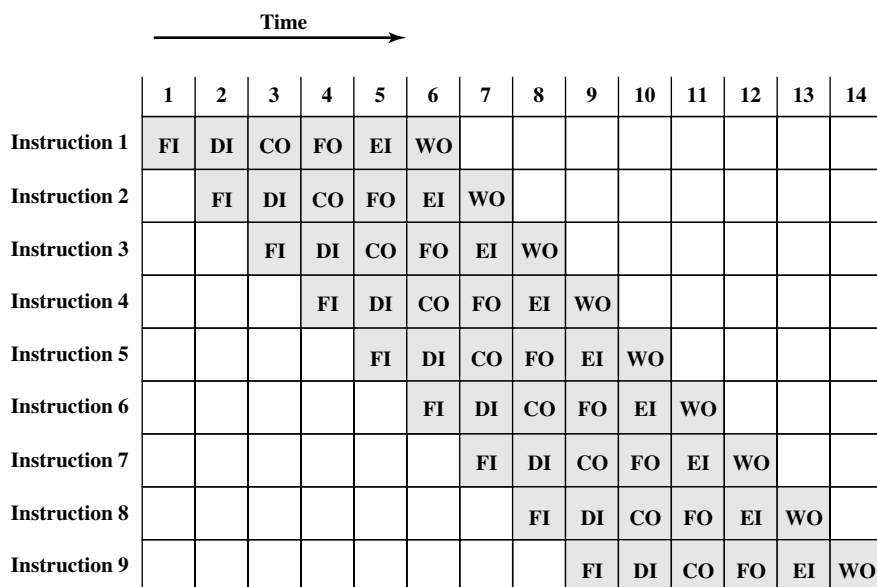 Time
1 2 3 4 5 6 7 8 9 10 11 12 13 14
Instruction 1 FI DI CO FO EI WO
Instruction 2 FI DI CO FO EI WO
Instruction 3 FI DI CO FO EI WO
Instruction 4 FI DI CO FO EI WO
Instruction 5 FI DI CO FO EI WO
Instruction 6 FI DI CO FO EI WO
Instruction 7 FI DI CO FO EI WO
Instruction 8 FI DI CO FO EI WO
Instruction 9 FI DI CO FO EI WO